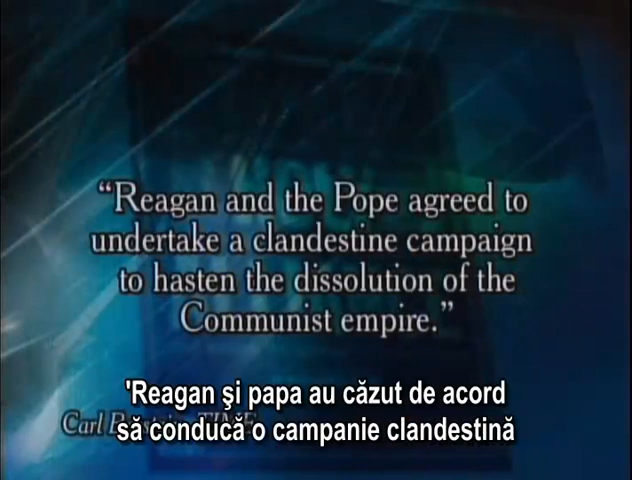 “Reagan and the Pope agreed to
undertake a clandestine campaign
to hasten the dissolution of the
Communist empire.”
'Reagan şi papa au căzut de acord
Carl
să conducă o campanie clandestină